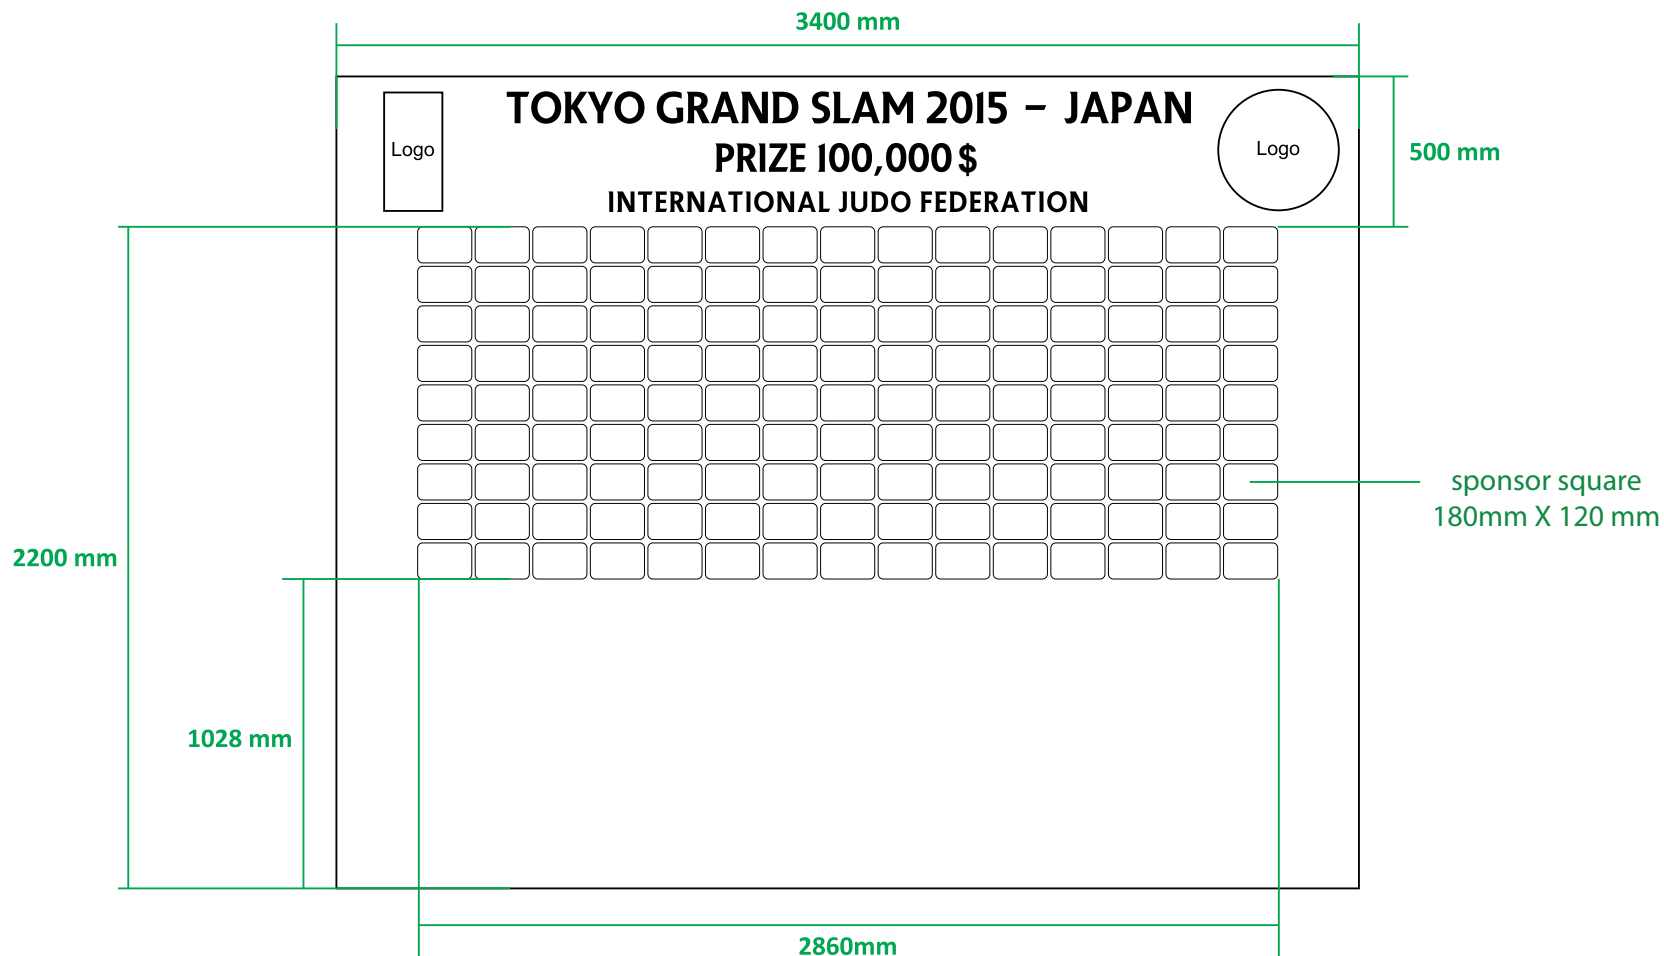 3400 mm
TOKYO GRAND SLAM 2015 – JAPAN
Logo
Logo
500 mm
PRIZE 100,000 $
INTERNATIONAL JUDO FEDERATION
sponsor square
180mm X 120 mm
2200 mm
1028 mm
2860mm